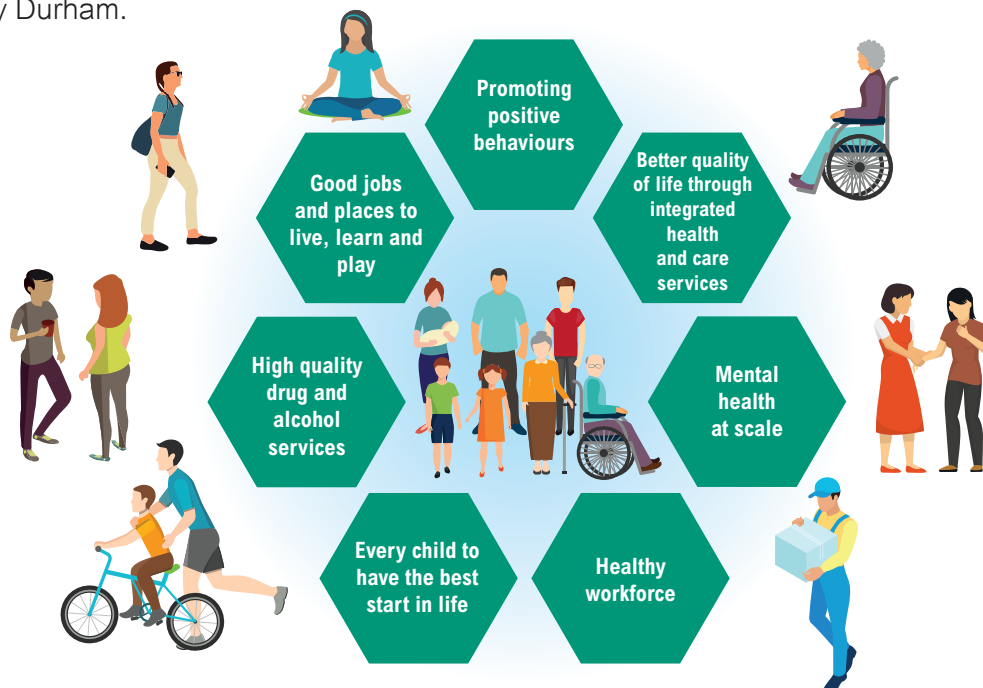 y Durham.
Promoting
positive
behaviours
Better quality
of life through
integrated
health
and care
services
Mental
health
at scale
Healthy
workforce
Every child to
have the best
start in life
High quality
drug and
alcohol
services
Good jobs
and places to
live, learn and
play